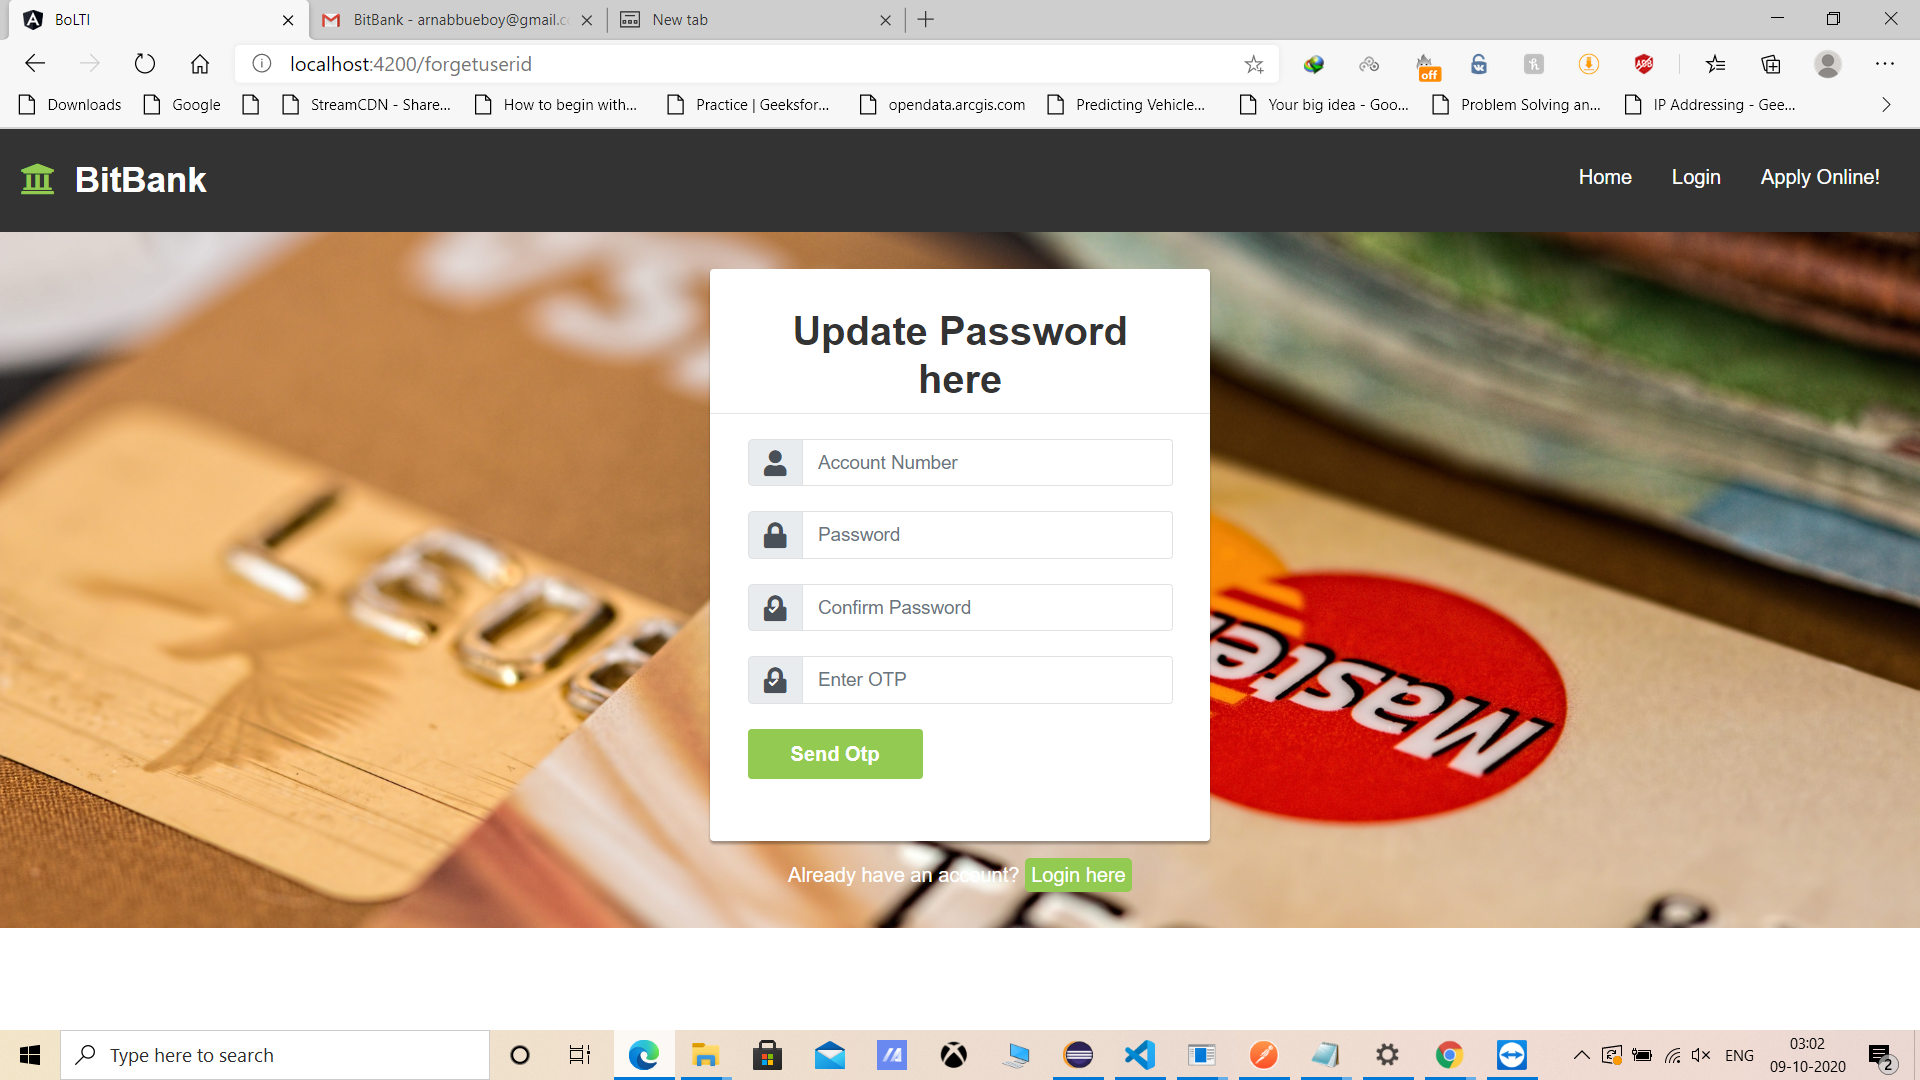 BoLTI
BitBank - arnabbueboy@gmail.c
New tab
localhost:4200/forgetuserid
off
Downloads
Google
StreamCDN - Share...
How to begin with...
Practice | Geeksfor...
opendata.arcgis.com
Predicting Vehicle...
Your big idea - Goo...
Problem Solving an...
IP Addressing - Gee...
BitBank
Home
Login
Apply Online!
Update Password
here
Account Number
Password
Confirm Password
Enter OTP
Send Otp
Already have an account? Login here
Master
Type here to search
ENG
03:02
09-10-2020
2